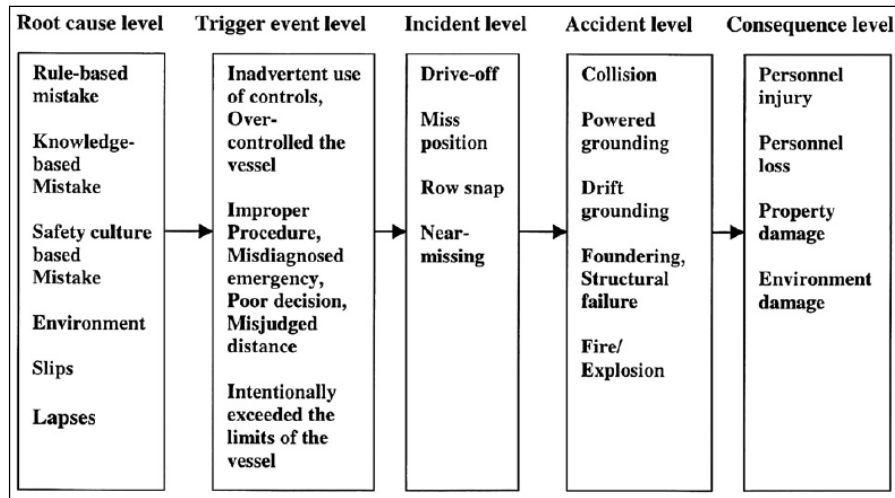 Root cause level
Rule-based
mistake
Knowledge-
based
Mistake
Safety culture
based
Mistake
Environment
Slips
Lapses
Trigger event level
Inadvertent use
of controls,
Over-
controlled the
vessel
Improper
Procedure,
Misdiagnosed
emergency,
Poor decision,
Misjudged
distance
Intentionally
exceeded the
limits of the
vessel
Incident level
Drive-off
Miss
position
Row snap
Near-
missing
Accident level
Collision
Powered
grounding
Drift
grounding
Foundering,
Structural
failure
Fire/
Explosion
Consequence level
Personnel
injury
Personnel
loss
Property
damage
Environment
damage